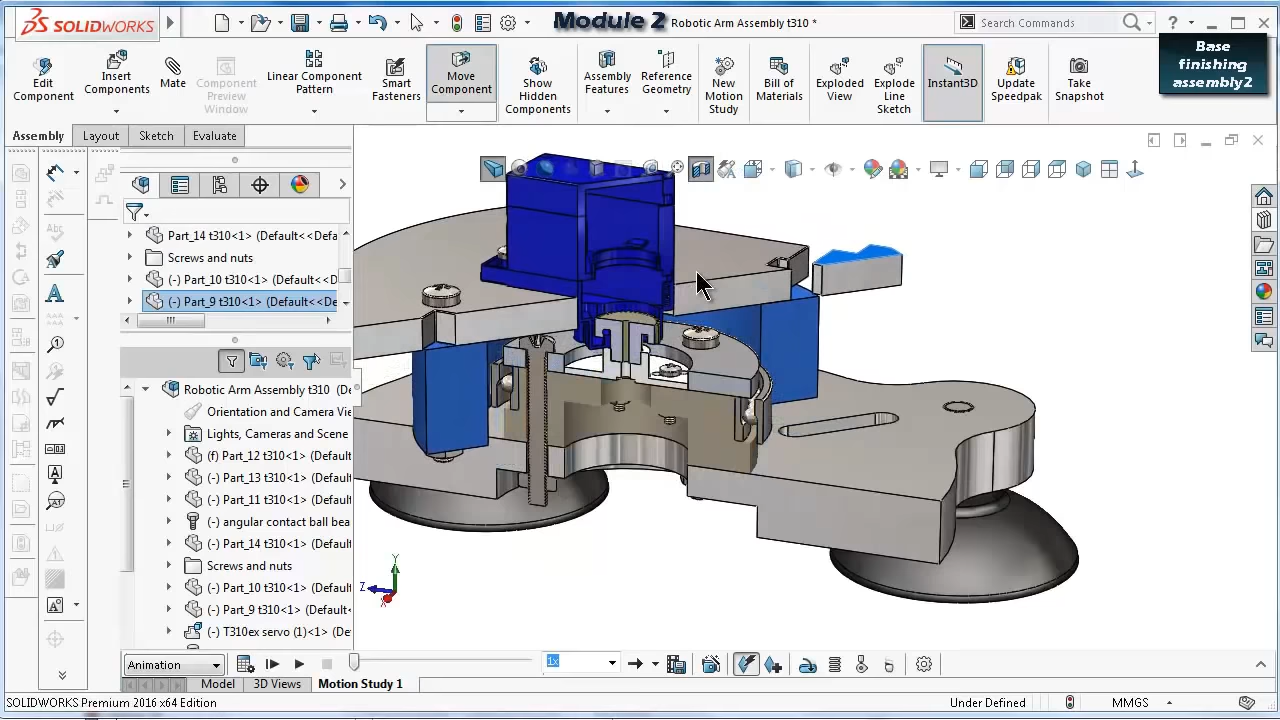 SOLIDWORKS
Module 2
Robotic Arm Assembly t310 *
Search Commands
Base
finishing
assembly2
Edit
Component
Insert
Components
Mate
Component
Preview
Window
Linear Component
Pattern
Smart
Fasteners
Move
Component
Show
Hidden
Components
Assembly
Features
Reference
Geometry
New
Motion
Study
Bill of
Materials
Exploded
View
Explode
Line
Sketch
Instant3D
Update
Speedpak
Take
Snapshot
Assembly
Layout
Sketch
Evaluate
Part_14 t310<1> (Default<<Defa
Screws and nuts
(-) Part_10 t310<1> (Default<<
(-) Part_9 t310<1> (Default<<De
Robotic Arm Assembly t310 (De
Orientation and Camera Vie
Lights, Cameras and Scene
(f) Part_12 t310<1> (Default
(-) Part_13 t310<1> (Default
(-) Part_11 t310<1> (Default
(-) angular contact ball bea
(-) Part_14 t310<1> (Default
Screws and nuts
(-) Part_10 t310<1> (Default
(-) Part_9 t310<1> (Default<
(-) T310ex servo (1)<1> (De
Y
Z
X
Animation
1x
Model
3D Views
Motion Study 1
SOLIDWORKS Premium 2016 x64 Edition
Under Defined
MMGS